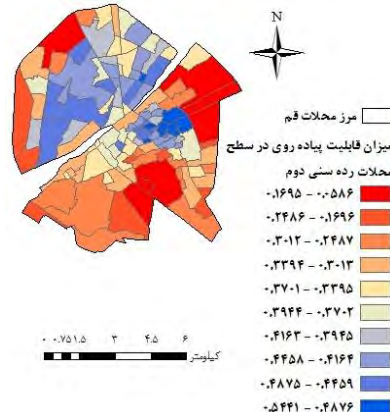 N
مرز محلات قم
میزان قابلیت پیاده روی در سطح
محلات رده سنی دوم
۰.۱۶۹۵ - ۰.۰۵۸۶
۰.۲۴۸۶ - ۰.۱۶۹۶
۰.۳۰۱۲ - ۰.۲۴۸۷
۰.۳۳۹۴ - ۰.۳۰۱۳
۰.۳۷۰۱ - ۰.۳۳۹۵
۰.۳۹۴۴ - ۰.۳۷۰۲
۰.۴۱۶۳ - ۰.۳۹۴۵
۰.۴۴۵۸ - ۰.۴۱۶۴
۰.۴۸۷۵ - ۰.۴۴۵۹
۰.۵۴۴۱ - ۰.۴۸۷۶
۰ ۰.۷۵ ۱.۵ ۳ ۴.۵ ۶
کیلومتر